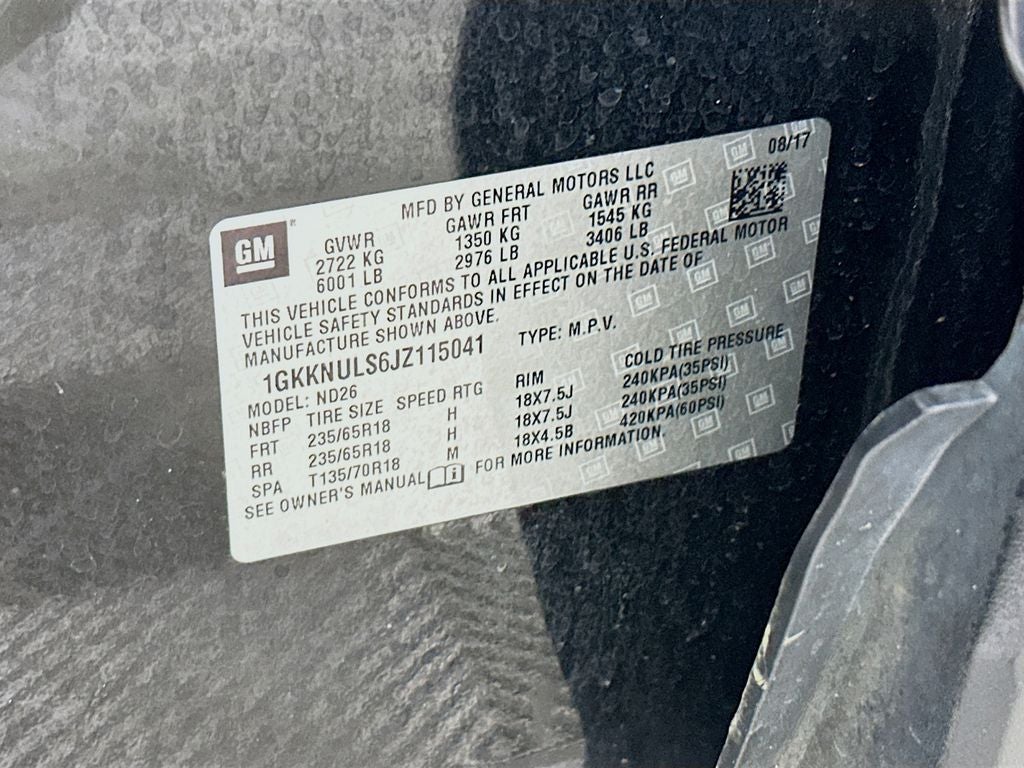 08/17
MFD BY GENERAL MOTORS LLC
GM
GVWR GAWR FRT GAWR RR
2722 KG 1350 KG 1545 KG
6001 LB 2976 LB 3406 LB
THIS VEHICLE CONFORMS TO ALL APPLICABLE U.S. FEDERAL MOTOR
VEHICLE SAFETY STANDARDS IN EFFECT ON THE DATE OF
MANUFACTURE SHOWN ABOVE.
1GKKNULS6JZ115041 TYPE: M.P.V.
MODEL: ND26
NBFP TIRE SIZE SPEED RTG RIM COLD TIRE PRESSURE
FRT 235/65R18 H 18X7.5J 240KPA(35PSI)
RR 235/65R18 H 18X7.5J 240KPA(35PSI)
SPA T135/70R18 M 18X4.5B 420KPA(60PSI)
SEE OWNER'S MANUAL FOR MORE INFORMATION.